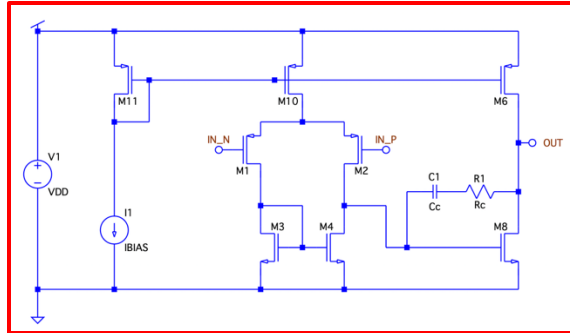 M11
M10
M6
IN_N
IN_P
OUT
M1
M2
V1
VDD
C1
Cc
R1
Rc
I1
IBIAS
M3
M4
M8
+
−